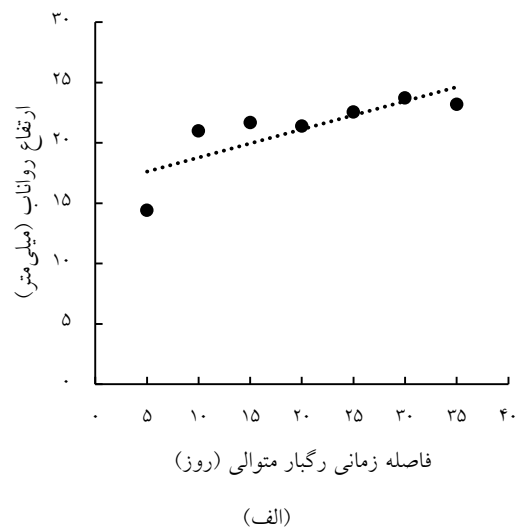 ۳۰
۲۵
۲۰
۱۵
۱۰
۵
۰
ارتفاع رواناب (میلی‌متر)
۰ ۵ ۱۰ ۱۵ ۲۰ ۲۵ ۳۰ ۳۵ ۴۰
فاصله زمانی رگبار متوالی (روز)
(الف)